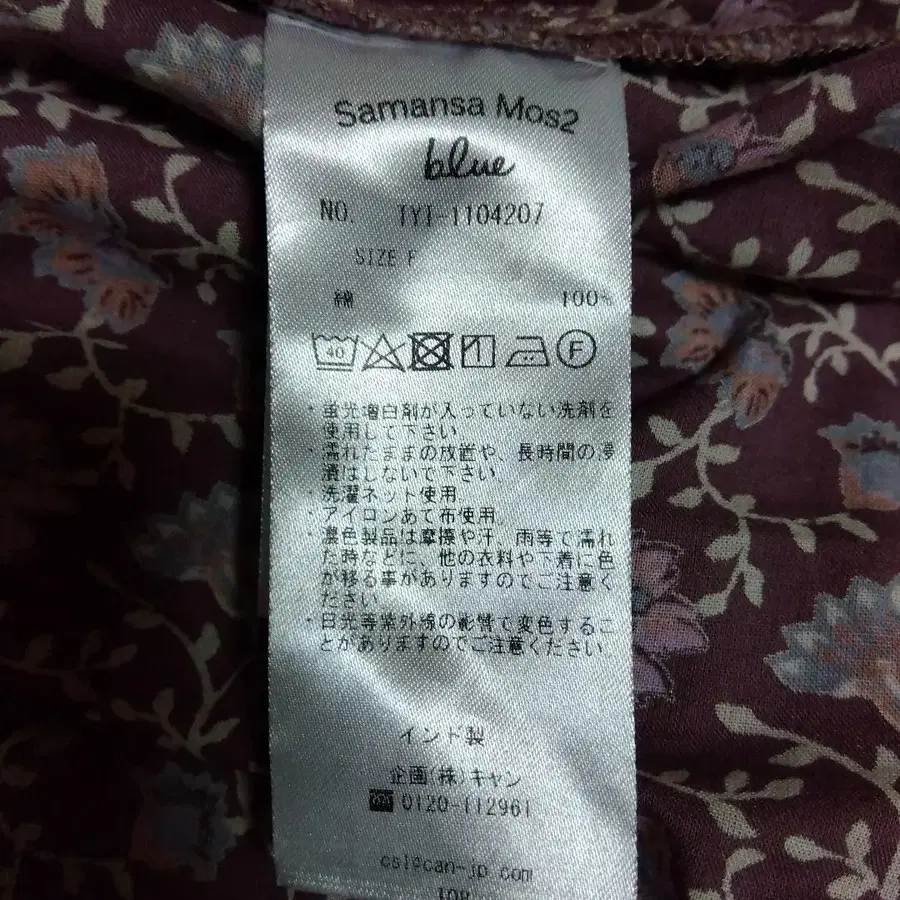 Samansa Mos2
blue
NO. TYI-1104207
SIZE F
綿 100%
40 F
・蛍光増白剤が入っていない洗剤を
使用して下さい
・濡れたままの放置や、長時間の浸
漬はしないで下さい
・洗濯ネット使用
・アイロンあて布使用
・濃色製品は摩擦や汗、雨等で濡れ
た時などに、他の衣料や下着に色
が移る事がありますのでご注意く
ださい
・日光等紫外線の影響で変色するこ
とがありますのでご注意ください
インド製
企画(株)キャン
0120-112961
cs1@can-jp.com
108